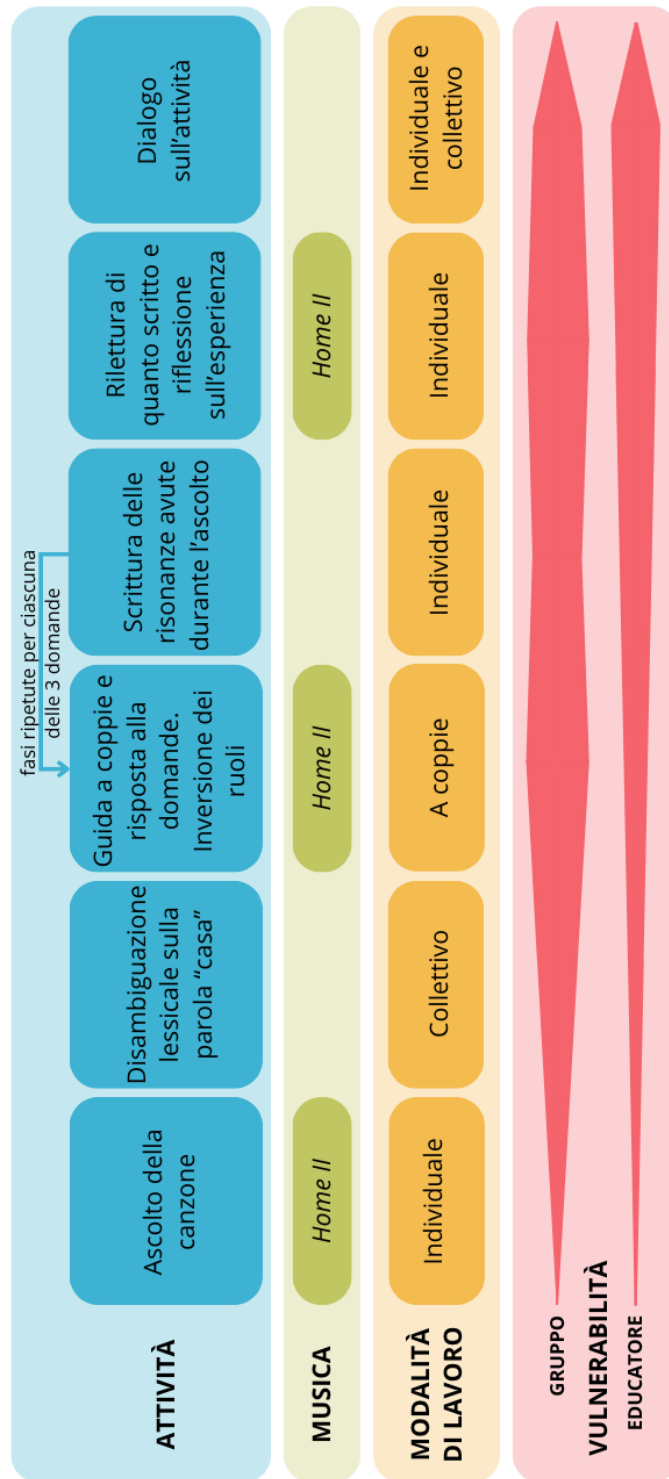 fasi ripetute per ciascuna
delle 3 domande
ATTIVITÀ
Ascolto della
canzone
Disambiguazione
lessicale sulla
parola “casa”
Guida a coppie e
risposta alla
domande.
Inversione dei
ruoli
Scrittura delle
risonanze avute
durante l’ascolto
Rilettura di
quanto scritto e
riflessione
sull’esperienza
Dialogo
sull’attività
MUSICA
Home II
Home II
Home II
MODALITÀ
DI LAVORO
Individuale
Collettivo
A coppie
Individuale
Individuale
Individuale e
collettivo
GRUPPO
VULNERABILITÀ
EDUCATORE